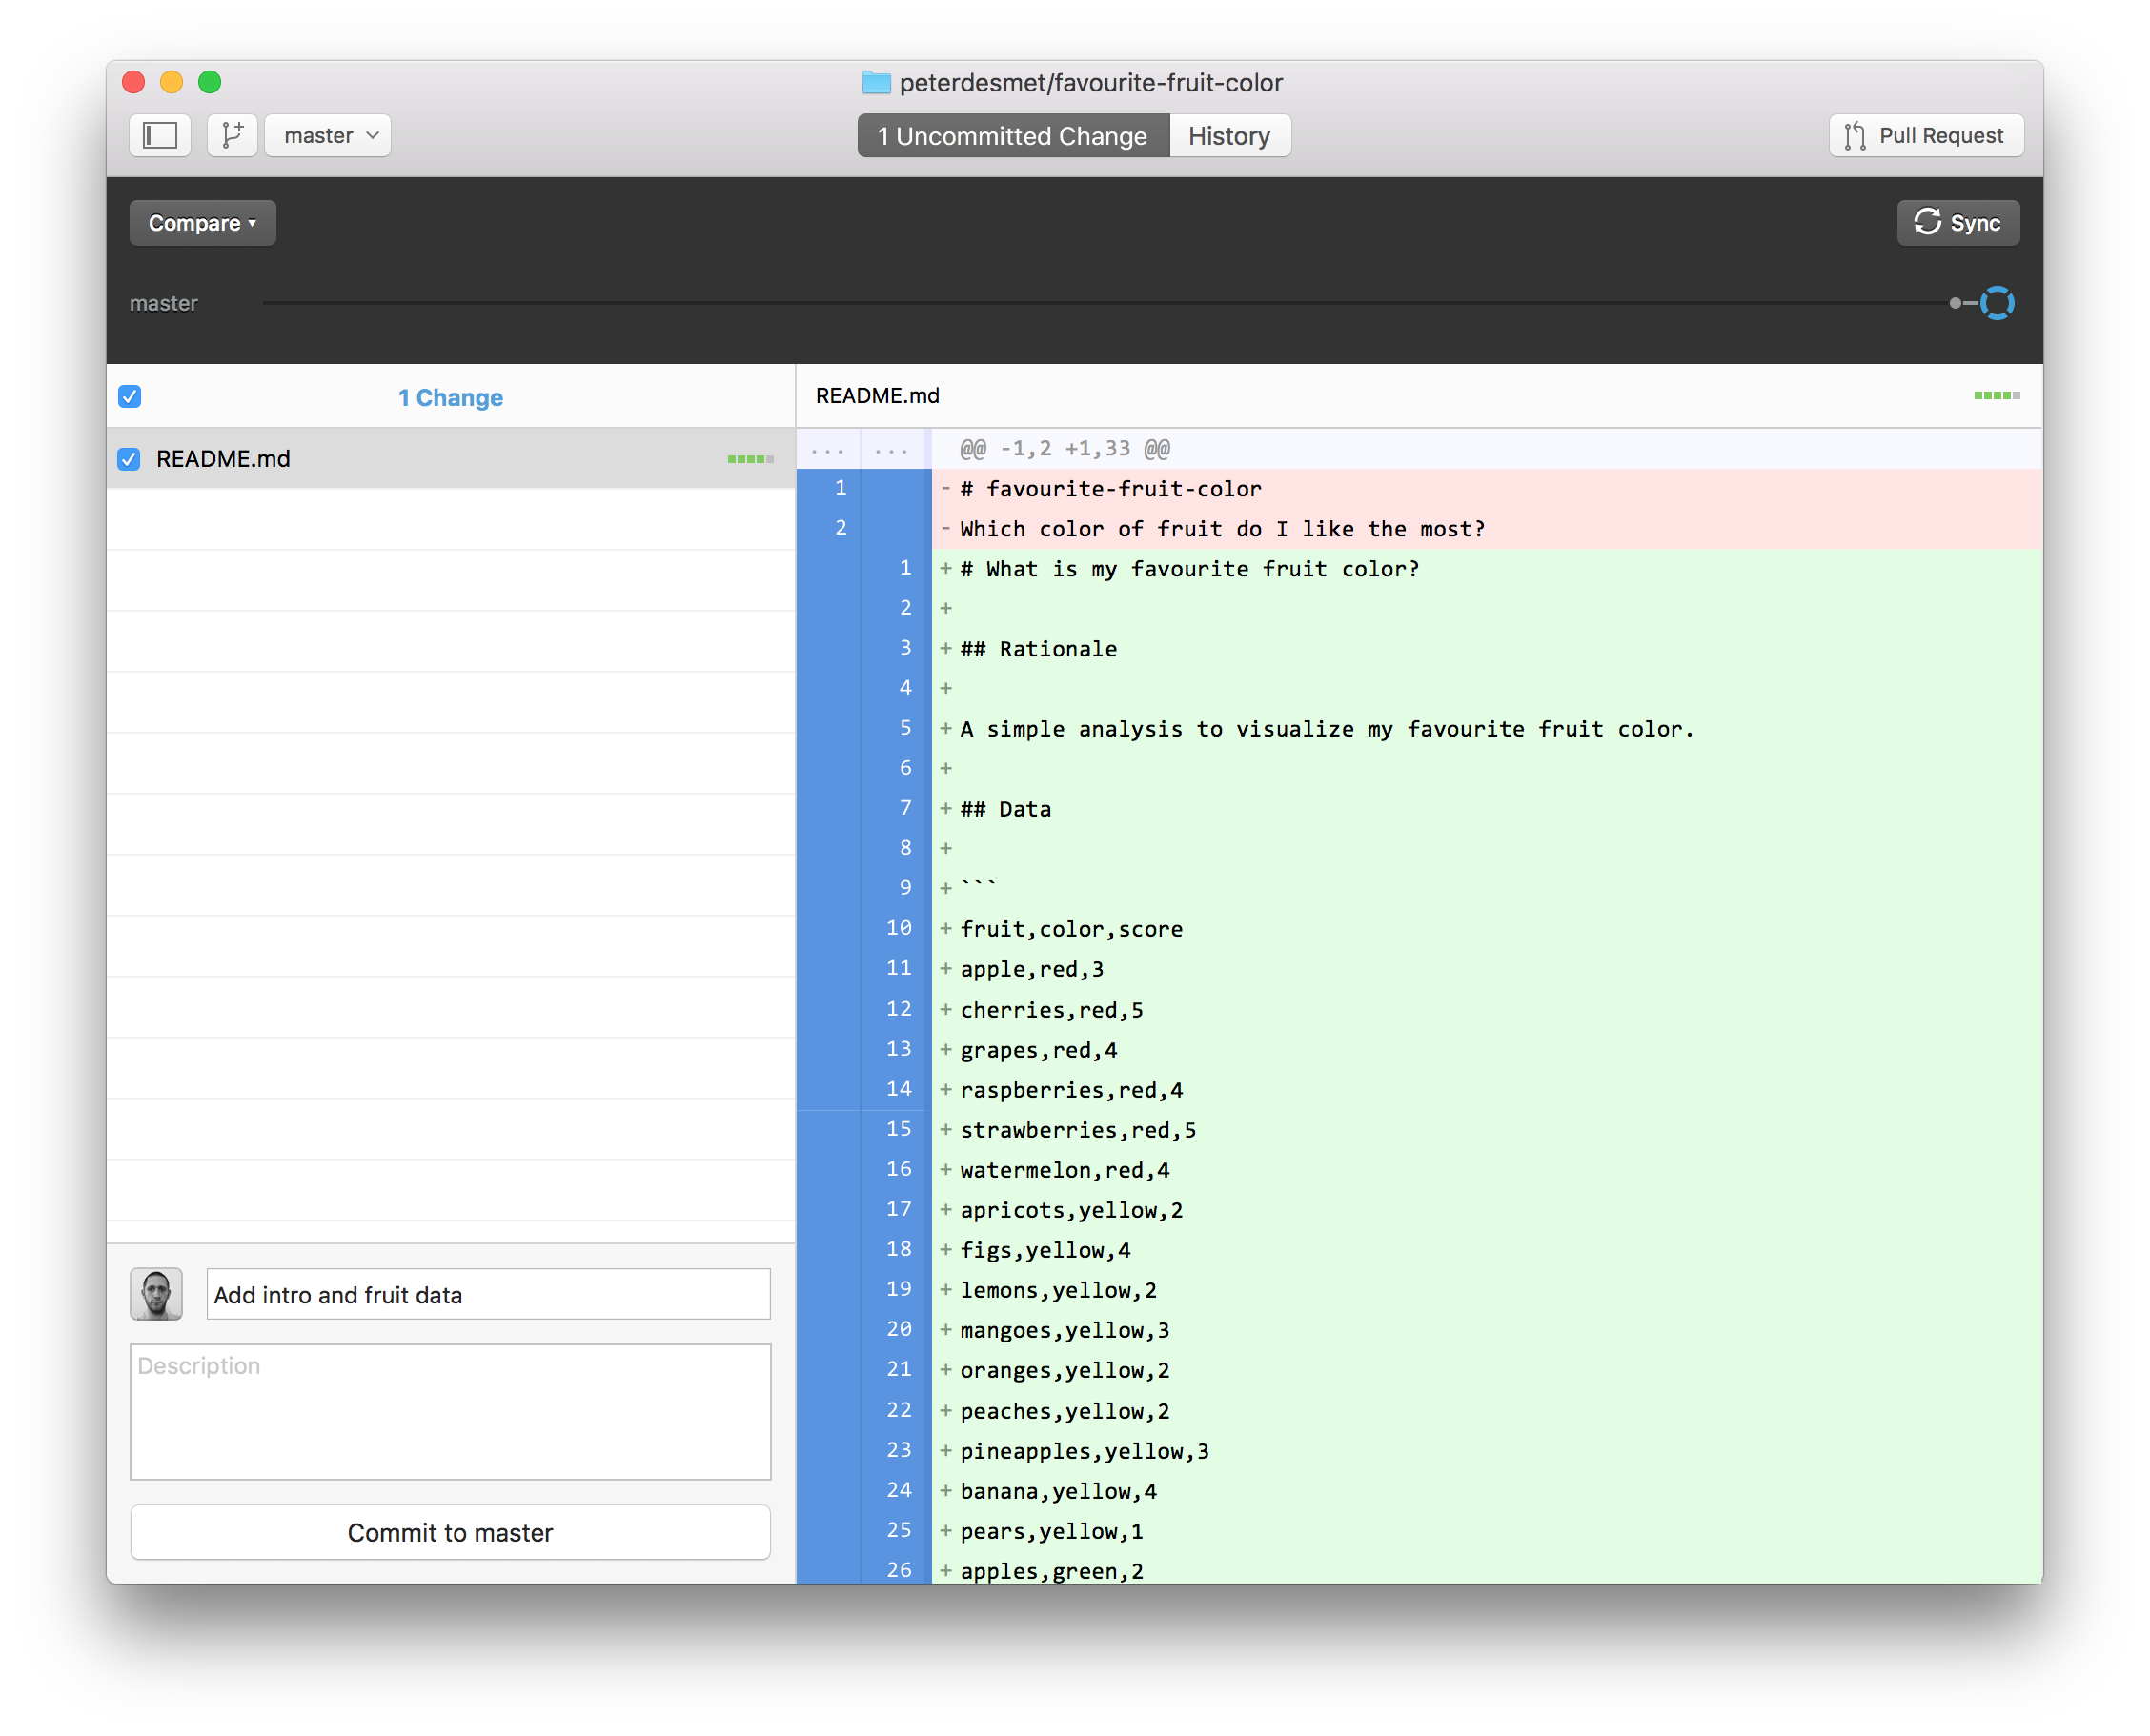 peterdesmet/favourite-fruit-color
master
1 Uncommitted Change
History
Pull Request
Compare
Sync
master
1 Change
README.md
README.md
... ... @@ -1,2 +1,33 @@
1 - # favourite-fruit-color
2 - Which color of fruit do I like the most?
1 + # What is my favourite fruit color?
2 +
3 + ## Rationale
4 +
5 + A simple analysis to visualize my favourite fruit color.
6 +
7 + ## Data
8 +
9 + ```
10 + fruit,color,score
11 + apple,red,3
12 + cherries,red,5
13 + grapes,red,4
14 + raspberries,red,4
15 + strawberries,red,5
16 + watermelon,red,4
17 + apricots,yellow,2
18 + figs,yellow,4
19 + lemons,yellow,2
20 + mangoes,yellow,3
21 + oranges,yellow,2
22 + peaches,yellow,2
23 + pineapples,yellow,3
24 + banana,yellow,4
25 + pears,yellow,1
26 + apples,green,2
Add intro and fruit data
Description
Commit to master